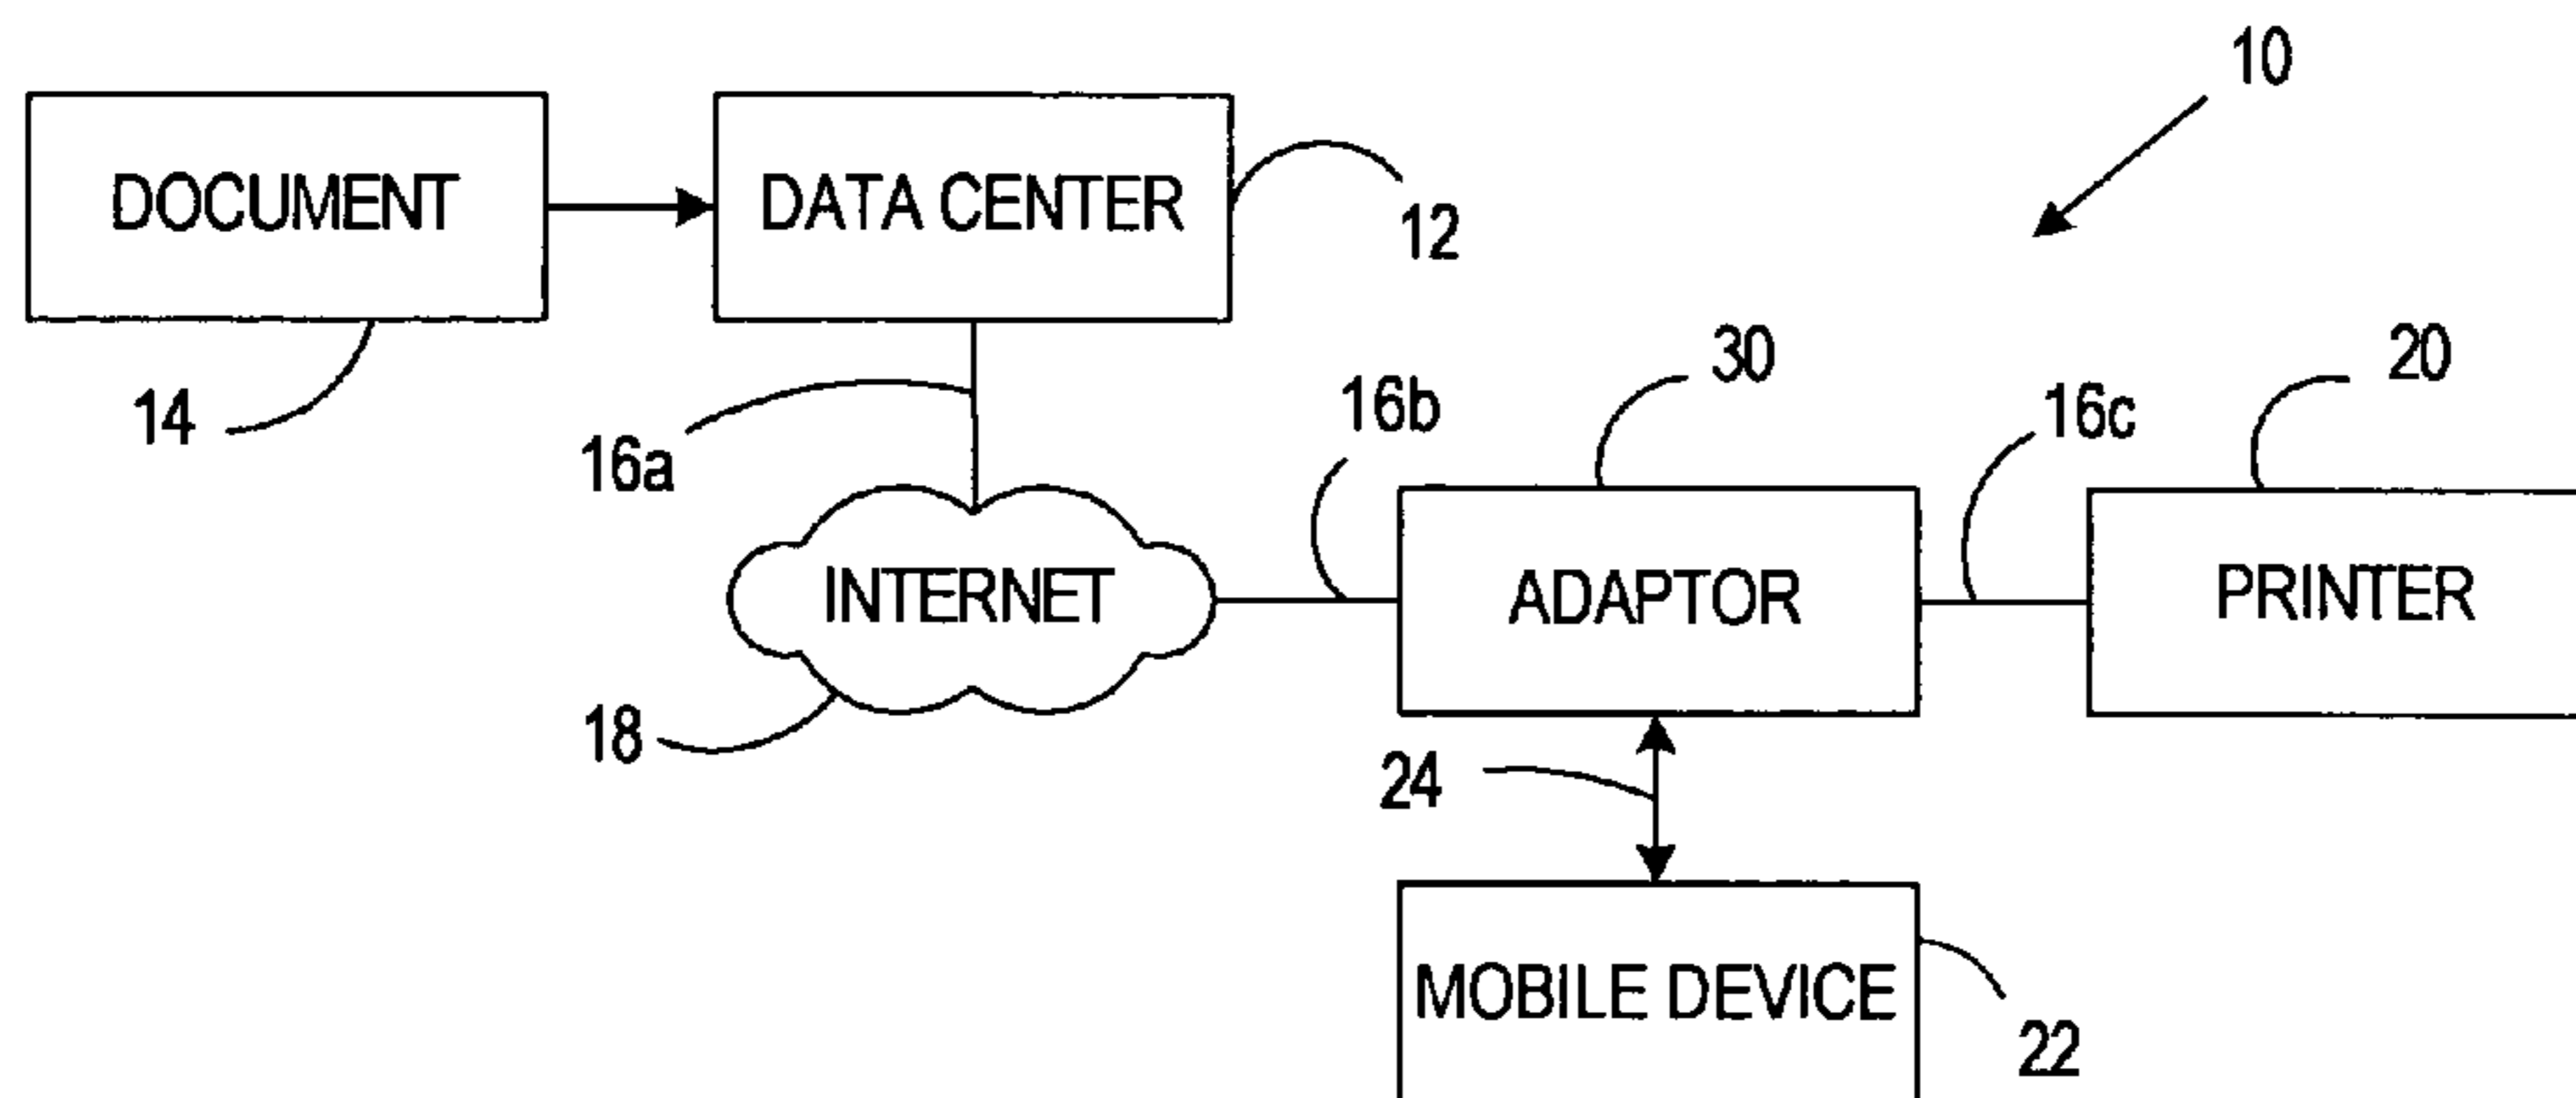 10
DOCUMENT
DATA CENTER
12
14
16a
16b
30
16c
20
INTERNET
ADAPTOR
PRINTER
18
24
MOBILE DEVICE
22